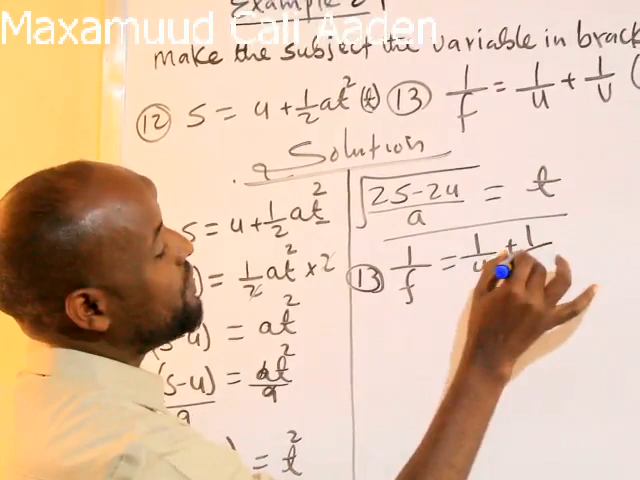 Maxamuud Cali Aaden
Example 21
make the subject the variable in brack
12 s = u + 1/2 at² (t) 13 1/f = 1/u + 1/v (
Solution
s = u + 1/2 at²
) = 1/2 at² × 2
(s-u) = at²
(s-u)/a = at²/a
) = t²
√((2s-2u)/a) = t
13 1/f = 1/u + 1/